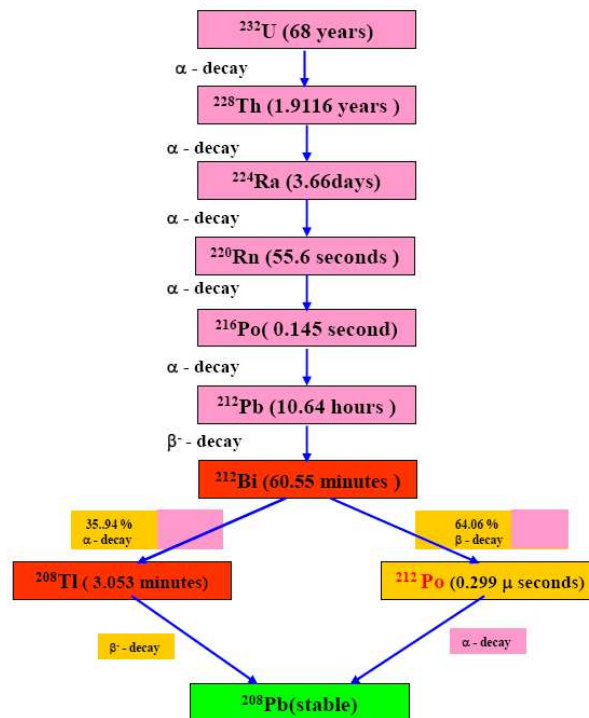 ²³²U (68 years)
α - decay
²²⁸Th (1.9116 years )
α - decay
²²⁴Ra (3.66days)
α - decay
²²⁰Rn (55.6 seconds )
α - decay
²¹⁶Po( 0.145 second)
α - decay
²¹²Pb (10.64 hours )
β⁻ - decay
²¹²Bi (60.55 minutes )
35..94 %
α - decay
64.06 %
β - decay
²⁰⁸Tl ( 3.053 minutes)
²¹² Po (0.299 μ seconds)
β⁻ - decay
α - decay
²⁰⁸Pb(stable)